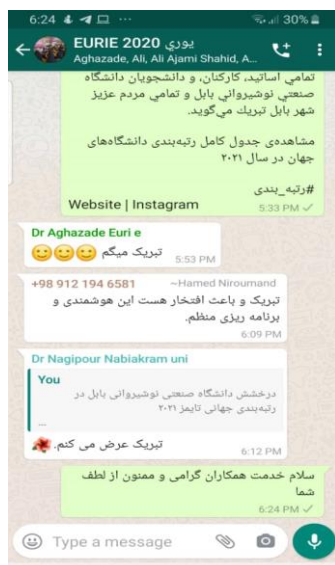 6:24
30%
EURIE 2020 يوري
Aghazade, Ali, Ali Ajami Shahid, A...
تمامی اساتید، کارکنان، و دانشجویان دانشگاه
صنعتی نوشیروانی بابل و تمامی مردم عزیز
شهر بابل تبریک می‌گوید.
مشاهده‌ی جدول کامل رتبه‌بندی دانشگاه‌های
جهان در سال ۲۰۲۱
#رتبه_بندی
Website | Instagram
5:33 PM
Dr Aghazade Euri e
تبریک میگم
5:53 PM
+98 912 194 6581 ~Hamed Niroumand
تبریک و باعث افتخار هست این هوشمندی و
برنامه ریزی منظم.
6:09 PM
Dr Nagipour Nabiakram uni
You
درخشش دانشگاه صنعتی نوشیروانی بابل در
رتبه‌بندی جهانی تایمز ۲۰۲۱
...
تبریک عرض می کنم.
6:12 PM
سلام خدمت همکاران گرامی و ممنون از لطف
شما
6:24 PM
Type a message